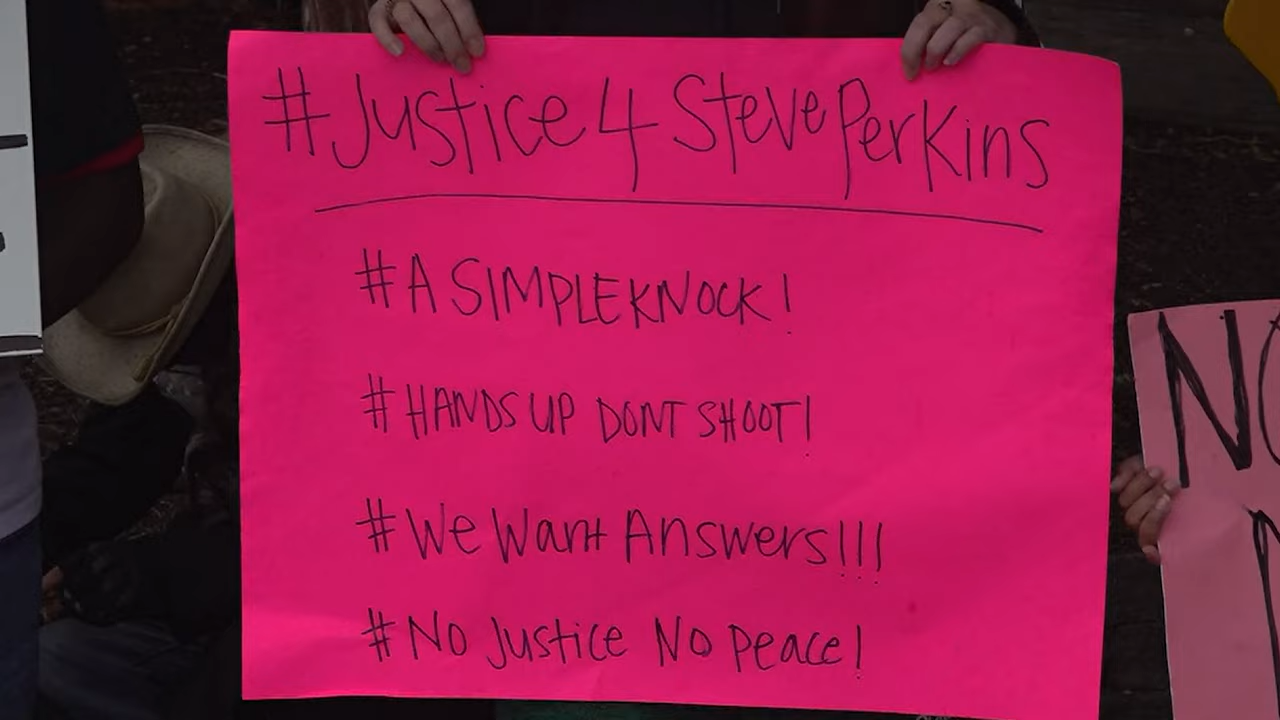 #Justice 4 Steve Perkins
#A SIMPLE KNOCK!
#HANDS UP DONT SHOOT!
#We Want Answers!!!
#No Justice No Peace!